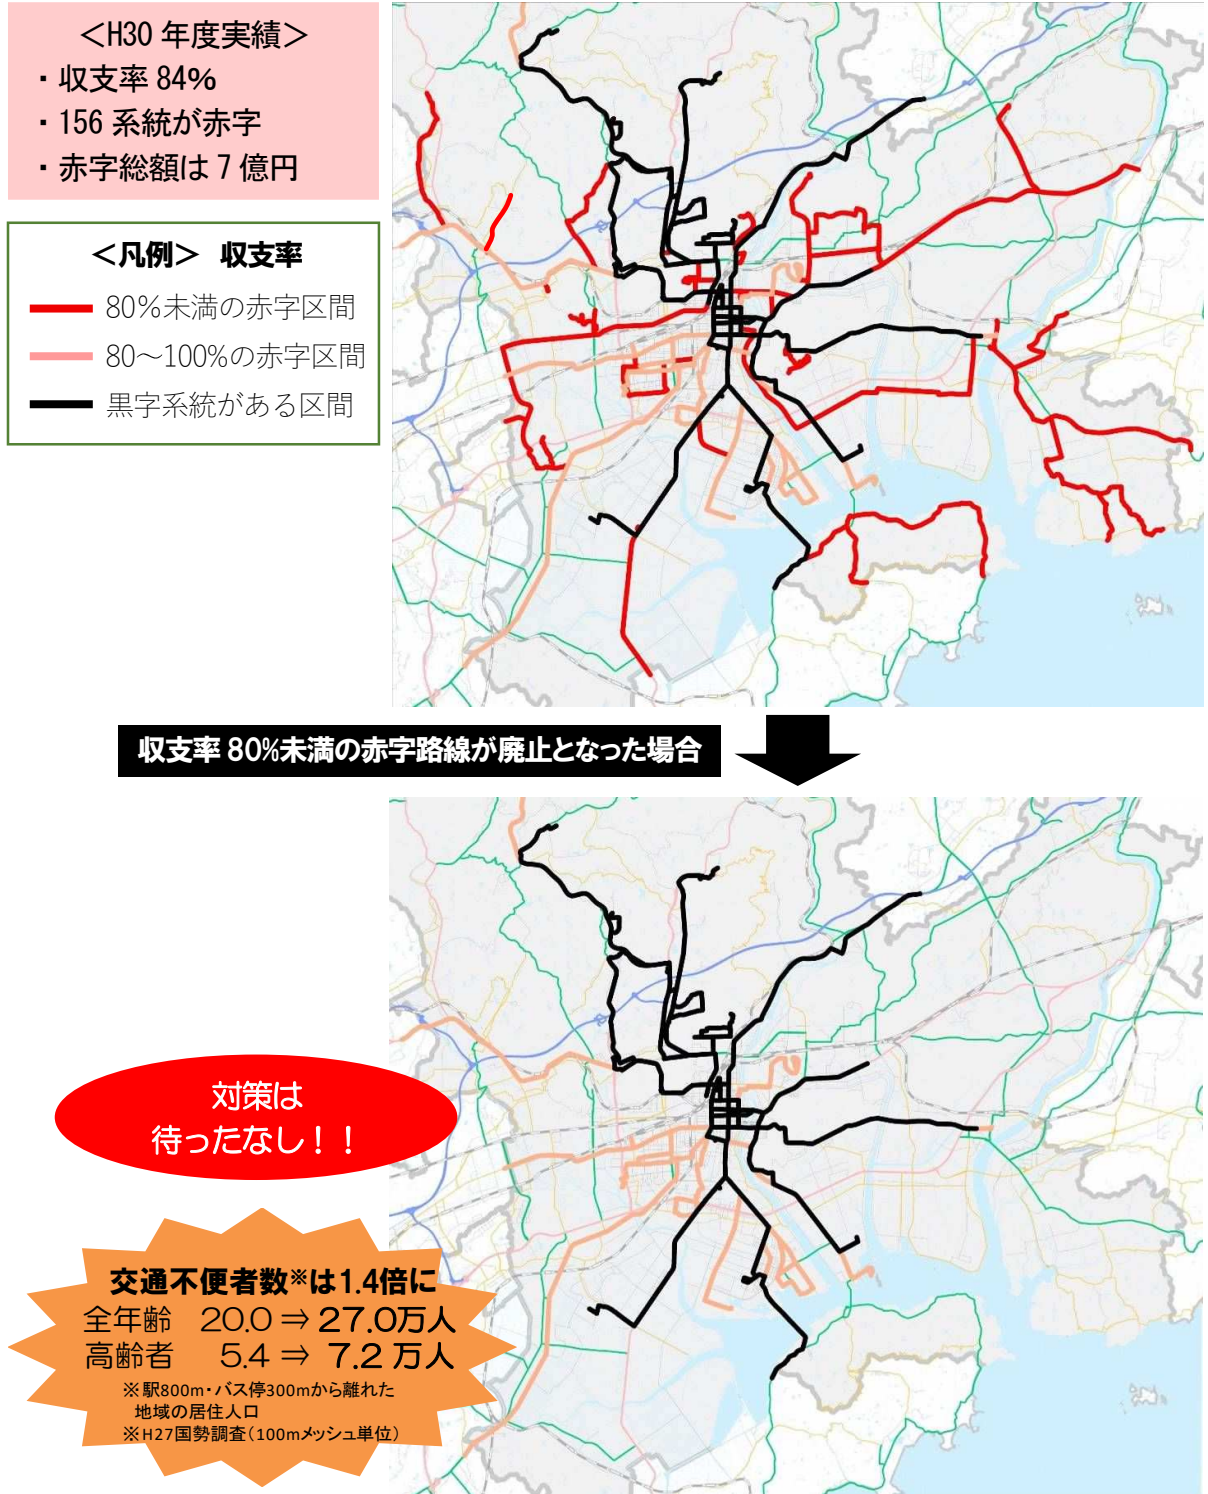 ＜H30 年度実績＞
・収支率 84%
・156 系統が赤字
・赤字総額は 7 億円
＜凡例＞ 収支率
80%未満の赤字区間
80～100%の赤字区間
黒字系統がある区間
収支率 80%未満の赤字路線が廃止となった場合
対策は
待ったなし！！
交通不便者数※は1.4倍に
全年齢 20.0 ⇒ 27.0万人
高齢者 5.4 ⇒ 7.2 万人
※駅800m・バス停300mから離れた
地域の居住人口
※H27国勢調査(100mメッシュ単位)